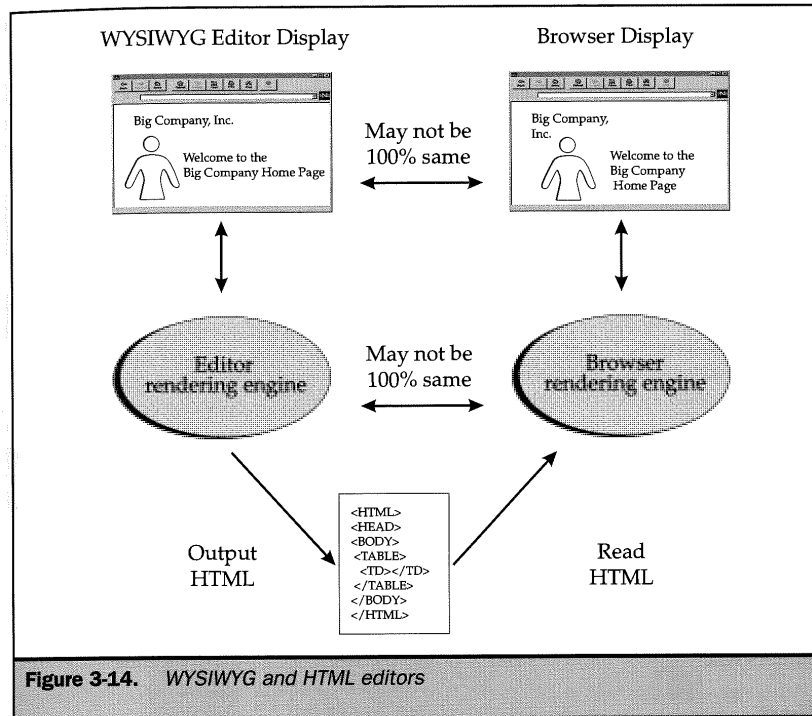 WYSIWYG Editor Display
Browser Display
Big Company, Inc.
Welcome to the
Big Company Home Page
May not be
100% same
Big Company,
Inc.
Welcome to the
Big Company
Home Page
Editor
rendering engine
May not be
100% same
Browser
rendering engine
Output
HTML
<HTML>
<HEAD>
<BODY>
<TABLE>
<TD></TD>
</TABLE>
</BODY>
</HTML>
Read
HTML
Figure 3-14. WYSIWYG and HTML editors